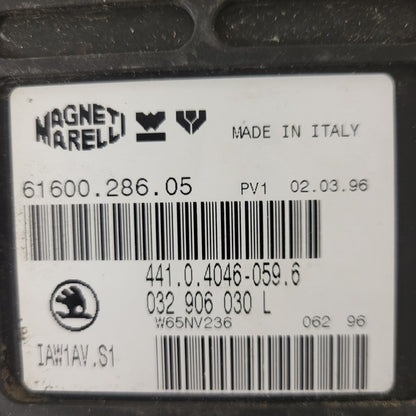 MAGNETI
MARELLI
MADE IN ITALY
61600.286.05 PV1 02.03.96
441.0.4046-059.6
032 906 030 L
W65NV236 062 96
IAW1AV.S1